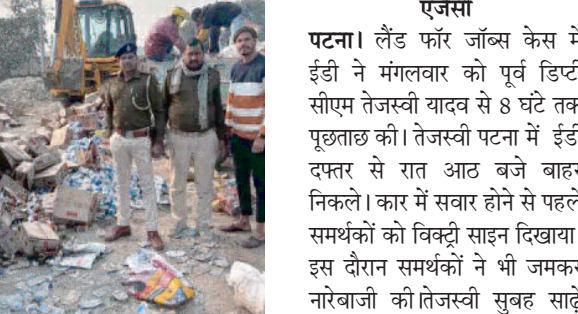 एजेंसी
पटना। लैंड फॉर जॉब्स केस में
ईडी ने मंगलवार को पूर्व डिप्टी
सीएम तेजस्वी यादव से 8 घंटे तक
पूछताछ की। तेजस्वी पटना में ईडी
दफ्तर से रात आठ बजे बाहर
निकले। कार में सवार होने से पहले
समर्थकों को विक्ट्री साइन दिखाया
इस दौरान समर्थकों ने भी जमकर
नारेबाजी की।तेजस्वी सुबह साढ़े